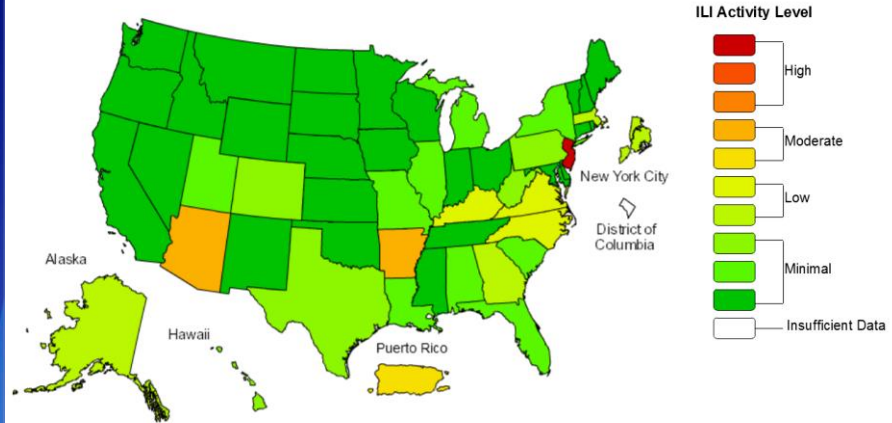 ILI Activity Level
High
Moderate
Low
Minimal
Insufficient Data
New York City
District of
Columbia
Alaska
Hawaii
Puerto Rico